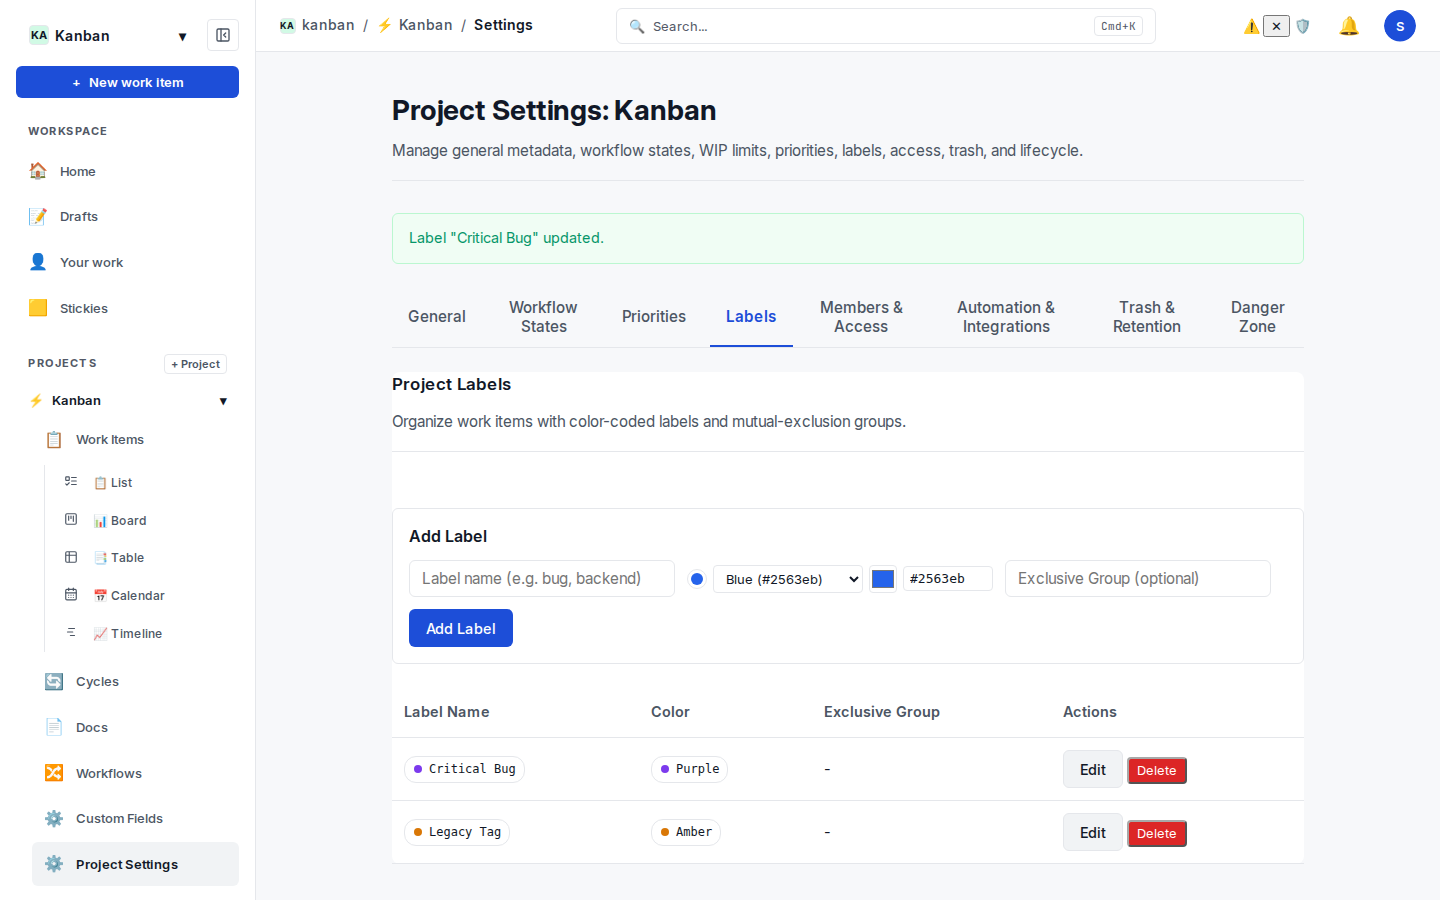 KA Kanban ▾
+ New work item
WORKSPACE
Home
Drafts
Your work
Stickies
PROJECTS + Project
Kanban ▾
Work Items
List
Board
Table
Calendar
Timeline
Cycles
Docs
Workflows
Custom Fields
Project Settings
KA kanban / ⚡ Kanban / Settings
Search... Cmd+K
✕
S
Project Settings: Kanban
Manage general metadata, workflow states, WIP limits, priorities, labels, access, trash, and lifecycle.
Label "Critical Bug" updated.
General
Workflow
States
Priorities
Labels
Members &
Access
Automation &
Integrations
Trash &
Retention
Danger
Zone
Project Labels
Organize work items with color-coded labels and mutual-exclusion groups.
Add Label
Label name (e.g. bug, backend) Blue (#2563eb) #2563eb Exclusive Group (optional)
Add Label
Label Name Color Exclusive Group Actions
Critical Bug Purple - Edit Delete
Legacy Tag Amber - Edit Delete